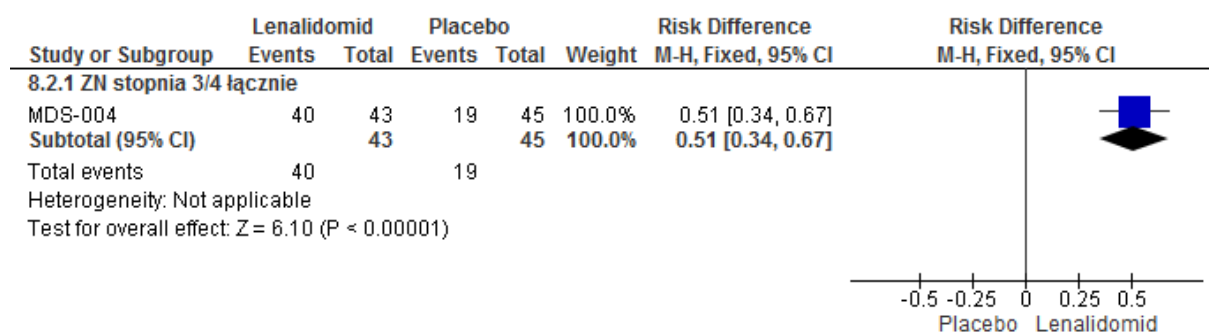 Lenalidomid Placebo Risk Difference Risk Difference
Study or Subgroup Events Total Events Total Weight M-H, Fixed, 95% CI M-H, Fixed, 95% CI
8.2.1 ZN stopnia 3/4 łącznie
MDS-004 40 43 19 45 100.0% 0.51 [0.34, 0.67]
Subtotal (95% CI) 43 45 100.0% 0.51 [0.34, 0.67]
Total events 40 19
Heterogeneity: Not applicable
Test for overall effect: Z = 6.10 (P < 0.00001)
-0.5 -0.25 0 0.25 0.5
Placebo Lenalidomid